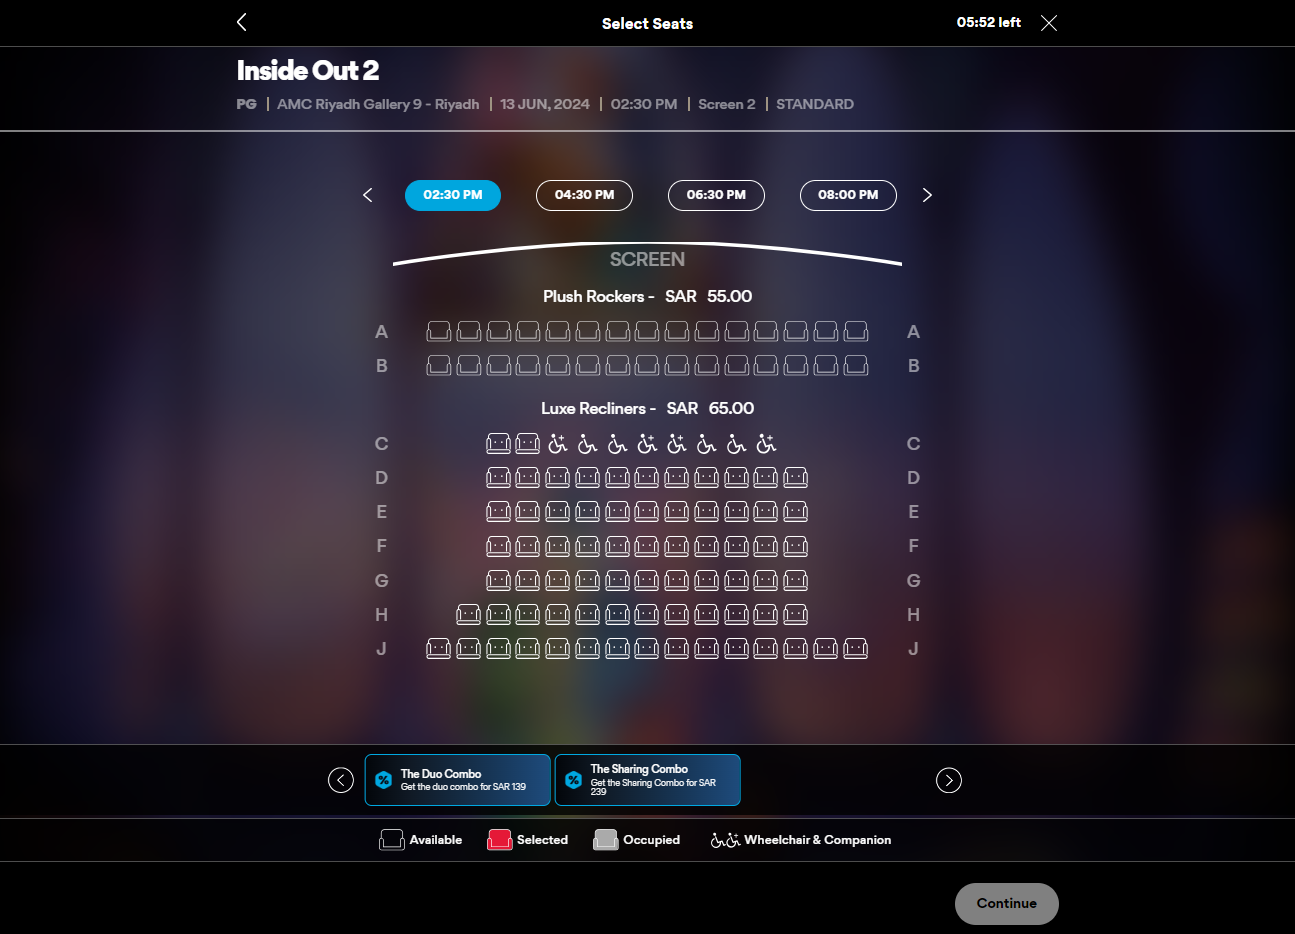 Select Seats
05:52 left
Inside Out 2
PG | AMC Riyadh Gallery 9 - Riyadh | 13 JUN, 2024 | 02:30 PM | Screen 2 | STANDARD
02:30 PM
04:30 PM
06:30 PM
08:00 PM
SCREEN
Plush Rockers - SAR 55.00
A A
B B
Luxe Recliners - SAR 65.00
C C
D D
E E
F F
G G
H H
J J
% The Duo Combo
Get the duo combo for SAR 139
% The Sharing Combo
Get the Sharing Combo for SAR
239
Available
Selected
Occupied
Wheelchair & Companion
Continue